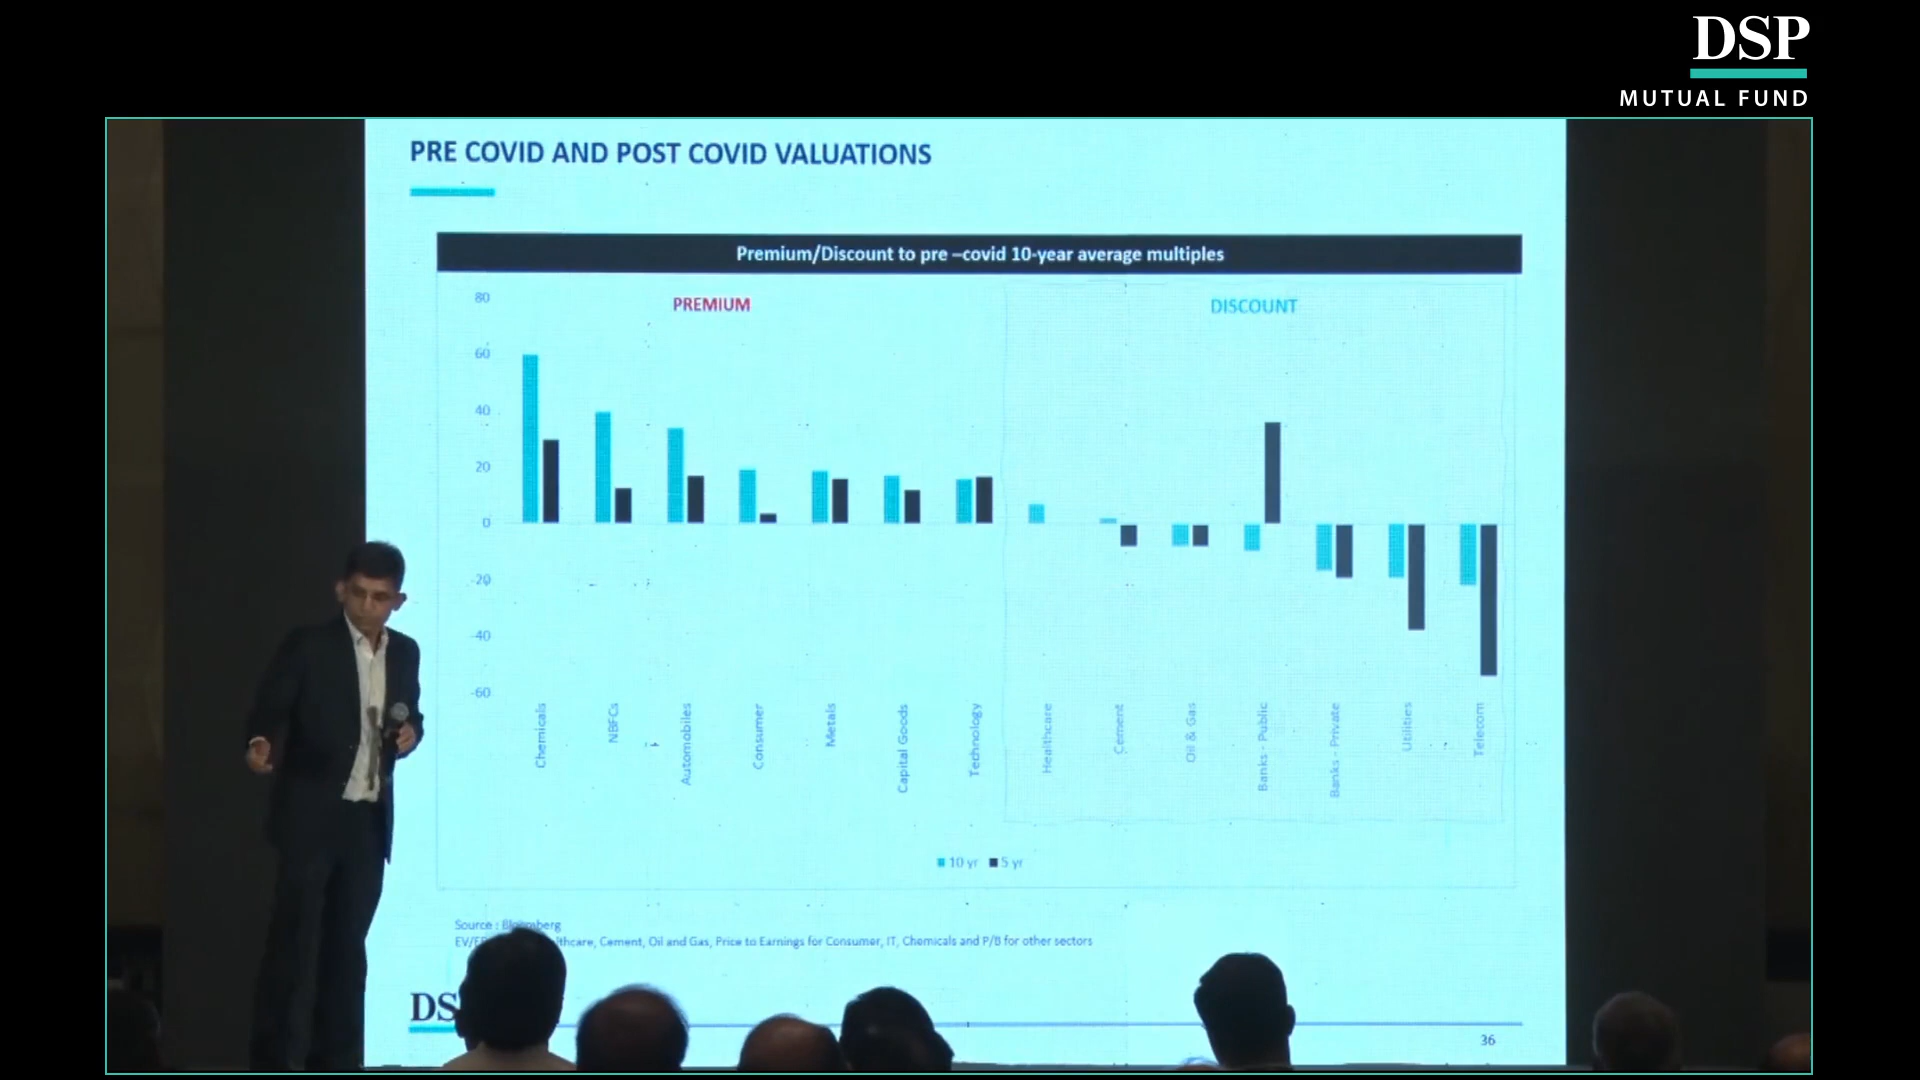 DSP
MUTUAL FUND
PRE COVID AND POST COVID VALUATIONS
Premium/Discount to pre –covid 10-year average multiples
PREMIUM
DISCOUNT
80
60
40
20
0
-20
-40
-60
Chemicals
NBFCs
Automobiles
Consumer
Metals
Capital Goods
Technology
Healthcare
Cement
Oil & Gas
Banks - Public
Banks - Private
Utilities
Telecom
10 yr
5 yr
Source : Bloomberg
Cement, Oil and Gas, Price to Earnings for Consumer, IT, Chemicals and P/B for other sectors
DS
36